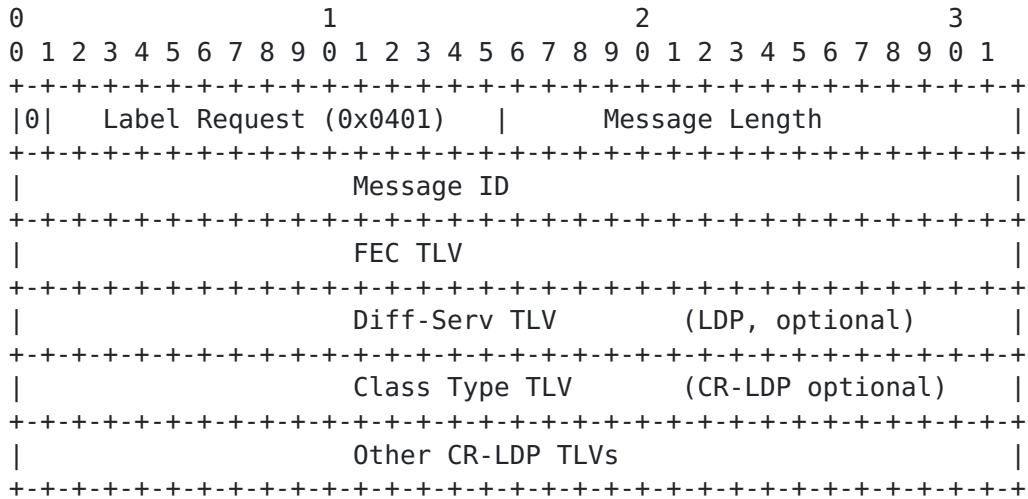 0                   1                   2                   3
0 1 2 3 4 5 6 7 8 9 0 1 2 3 4 5 6 7 8 9 0 1 2 3 4 5 6 7 8 9 0 1
+-+-+-+-+-+-+-+-+-+-+-+-+-+-+-+-+-+-+-+-+-+-+-+-+-+-+-+-+-+-+-+-+
|0|   Label Request (0x0401)  |      Message Length            |
+-+-+-+-+-+-+-+-+-+-+-+-+-+-+-+-+-+-+-+-+-+-+-+-+-+-+-+-+-+-+-+-+
|                     Message ID                                |
+-+-+-+-+-+-+-+-+-+-+-+-+-+-+-+-+-+-+-+-+-+-+-+-+-+-+-+-+-+-+-+-+
|                     FEC TLV                                   |
+-+-+-+-+-+-+-+-+-+-+-+-+-+-+-+-+-+-+-+-+-+-+-+-+-+-+-+-+-+-+-+-+
|                     Diff-Serv TLV        (LDP, optional)      |
+-+-+-+-+-+-+-+-+-+-+-+-+-+-+-+-+-+-+-+-+-+-+-+-+-+-+-+-+-+-+-+-+
|                     Class Type TLV       (CR-LDP optional)    |
+-+-+-+-+-+-+-+-+-+-+-+-+-+-+-+-+-+-+-+-+-+-+-+-+-+-+-+-+-+-+-+-+
|                     Other CR-LDP TLVs                         |
+-+-+-+-+-+-+-+-+-+-+-+-+-+-+-+-+-+-+-+-+-+-+-+-+-+-+-+-+-+-+-+-+